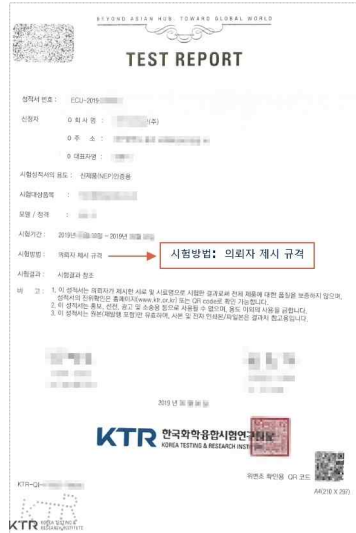 BEYOND ASIAN HUB, TOWARD GLOBAL WORLD
TEST REPORT
성적서 번호 : ECU-2019-
신청자 O 회 사 명 : (주)
O 주 소 :
O 대표자명 :
시험성적서의 용도 : 신제품(NEP)인증용
시험대상품목 :
모델 / 정격 :
시험기간 : 2019년 ~ 2019년
시험방법 : 의뢰자 제시 규격
시험방법: 의뢰자 제시 규격
시험결과 : 시험결과 참조
비 고 : 1. 이 성적서는 의뢰자가 제시한 시료 및 시료명으로 시험한 결과로써 전체 제품에 대한 품질을 보증하지 않으며,
성적서의 진위확인은 홈페이지(www.ktr.or.kr) 또는 QR code로 확인 가능합니다.
2. 이 성적서는 홍보, 선전, 광고 및 소송용 등으로 사용될 수 없으며, 용도 이외의 사용을 금합니다.
3. 이 성적서는 원본(재발행 포함)만 유효하며, 사본 및 전자 인쇄본/파일본은 결과치 참고용입니다.
2019 년
KTR 한국화학융합시험연구원
KOREA TESTING & RESEARCH INSTITUTE
위변조 확인용 QR 코드
KTR-QI-
A4(210 X 297)
KTR KOREA TESTING &
RESEARCH INSTITUTE